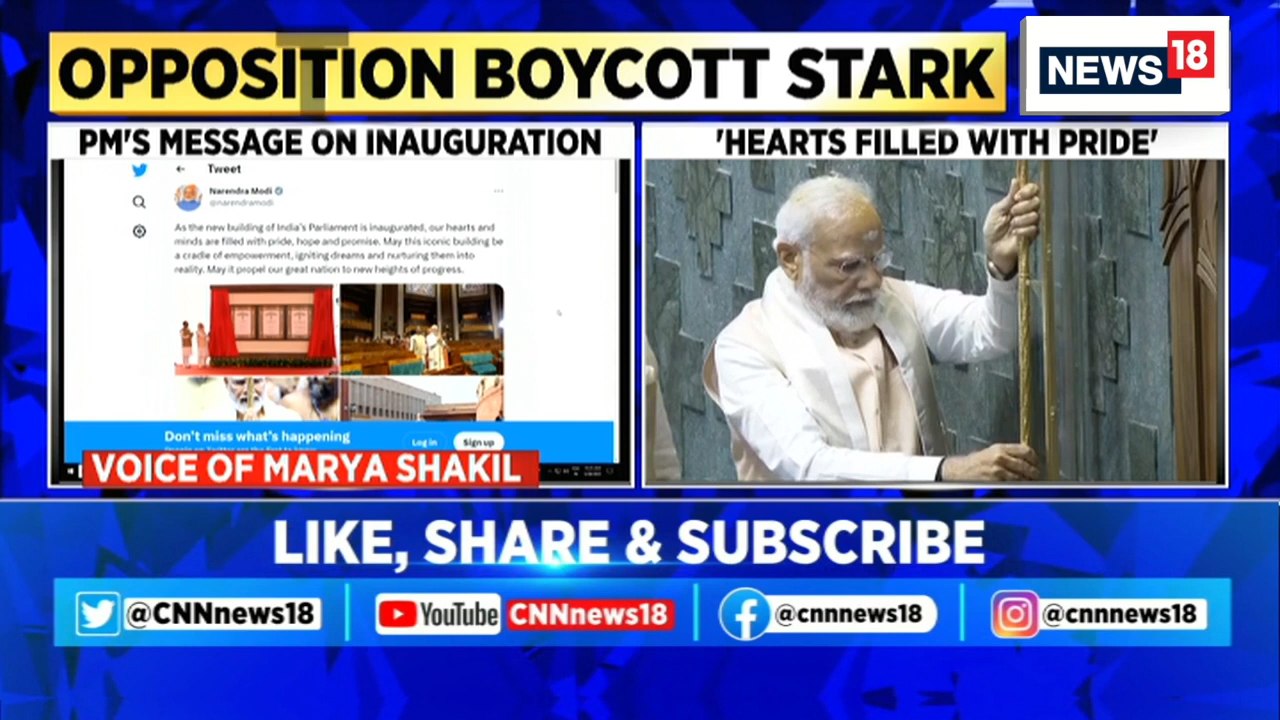 OPPOSITION BOYCOTT STARK
NEWS 18
PM'S MESSAGE ON INAUGURATION
'HEARTS FILLED WITH PRIDE'
Tweet
Narendra Modi
@narendramodi
As the new building of India's Parliament is inaugurated, our hearts and
minds are filled with pride, hope and promise. May this iconic building be
a cradle of empowerment, igniting dreams and nurturing them into
reality. May it propel our great nation to new heights of progress.
Don't miss what's happening
Log in
Sign up
VOICE OF MARYA SHAKIL
LIKE, SHARE & SUBSCRIBE
@CNNnews18
YouTube CNNnews18
@cnnnews18
@cnnnews18